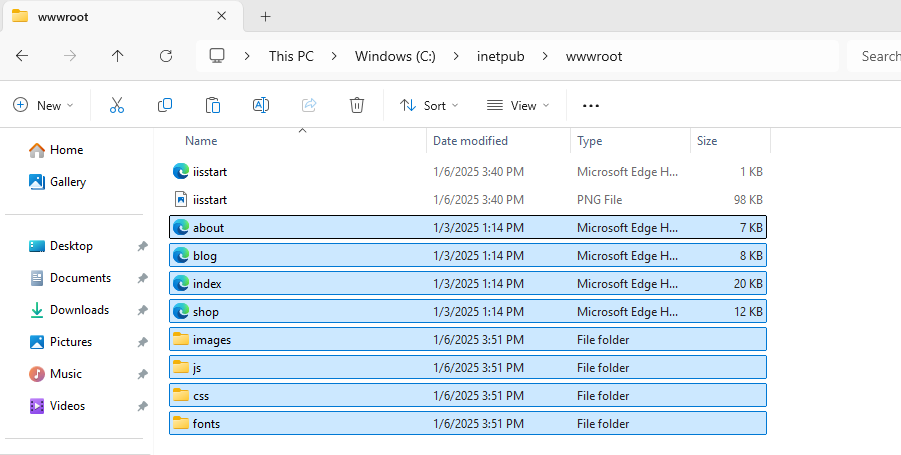 wwwroot
This PC Windows (C:) inetpub wwwroot Search
New Sort View
Name Date modified Type Size
Home
Gallery
Desktop
Documents
Downloads
Pictures
Music
Videos
iisstart 1/6/2025 3:40 PM Microsoft Edge H... 1 KB
iisstart 1/6/2025 3:40 PM PNG File 98 KB
about 1/3/2025 1:14 PM Microsoft Edge H... 7 KB
blog 1/3/2025 1:14 PM Microsoft Edge H... 8 KB
index 1/3/2025 1:14 PM Microsoft Edge H... 20 KB
shop 1/3/2025 1:14 PM Microsoft Edge H... 12 KB
images 1/6/2025 3:51 PM File folder
js 1/6/2025 3:51 PM File folder
css 1/6/2025 3:51 PM File folder
fonts 1/6/2025 3:51 PM File folder